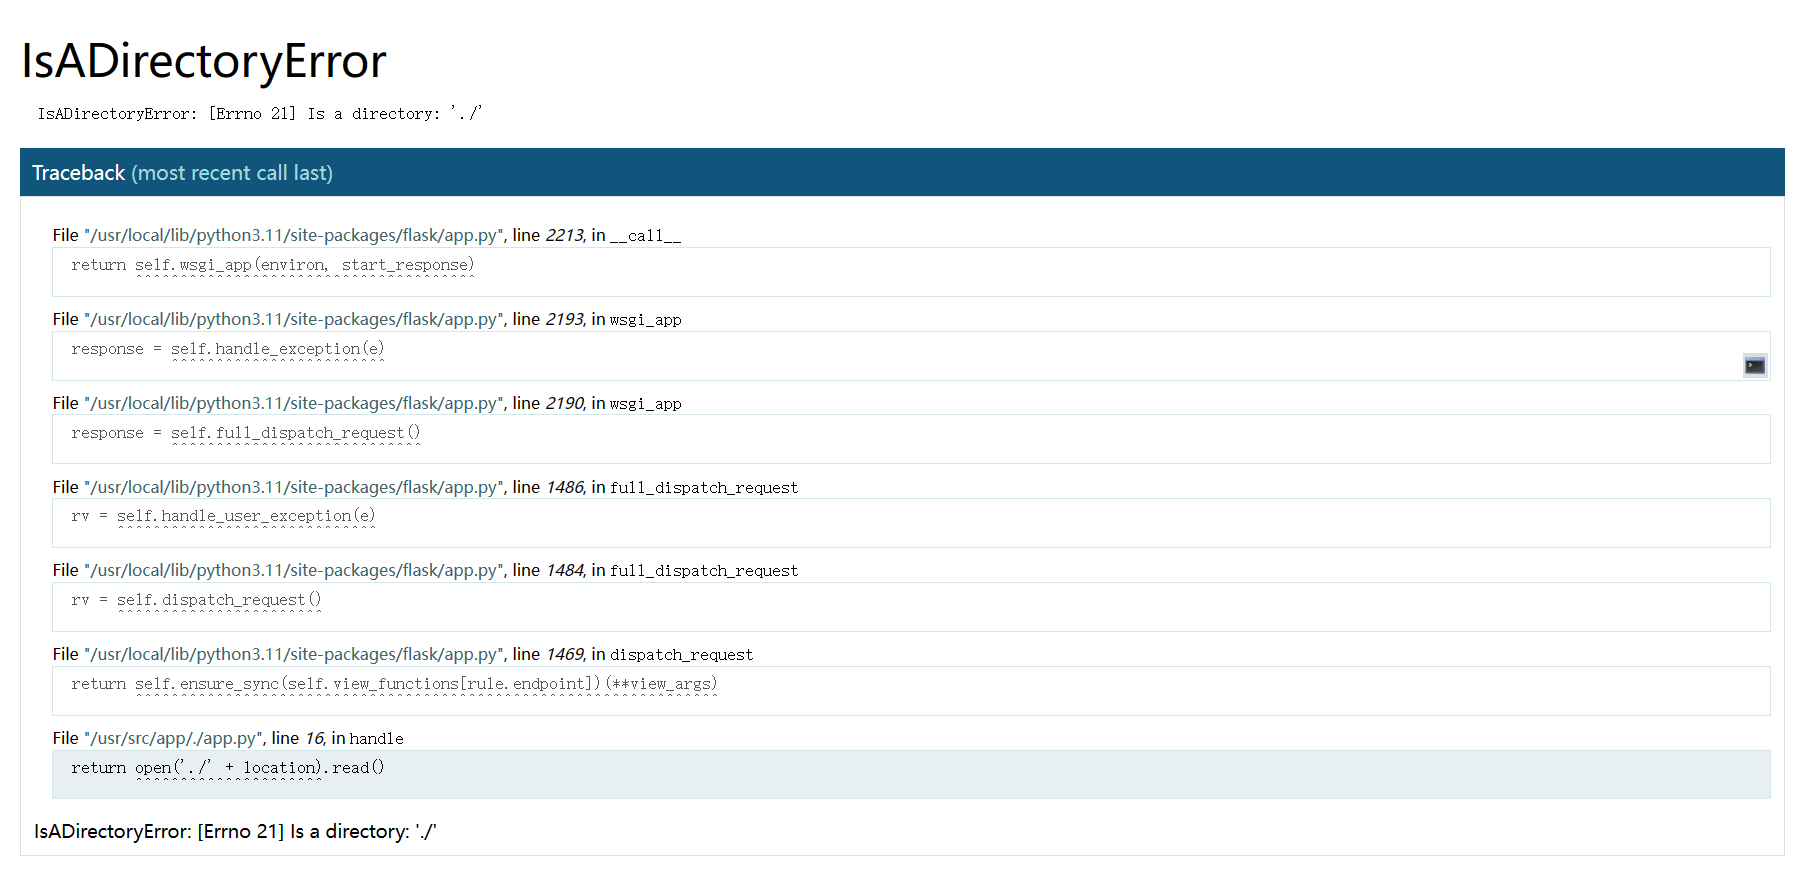 IsADirectoryError
IsADirectoryError: [Errno 21] Is a directory: './'
Traceback (most recent call last)
File "/usr/local/lib/python3.11/site-packages/flask/app.py", line 2213, in __call__
return self.wsgi_app(environ, start_response)
File "/usr/local/lib/python3.11/site-packages/flask/app.py", line 2193, in wsgi_app
response = self.handle_exception(e)
File "/usr/local/lib/python3.11/site-packages/flask/app.py", line 2190, in wsgi_app
response = self.full_dispatch_request()
File "/usr/local/lib/python3.11/site-packages/flask/app.py", line 1486, in full_dispatch_request
rv = self.handle_user_exception(e)
File "/usr/local/lib/python3.11/site-packages/flask/app.py", line 1484, in full_dispatch_request
rv = self.dispatch_request()
File "/usr/local/lib/python3.11/site-packages/flask/app.py", line 1469, in dispatch_request
return self.ensure_sync(self.view_functions[rule.endpoint])(**view_args)
File "/usr/src/app/./app.py", line 16, in handle
return open('./' + location).read()
IsADirectoryError: [Errno 21] Is a directory: './'